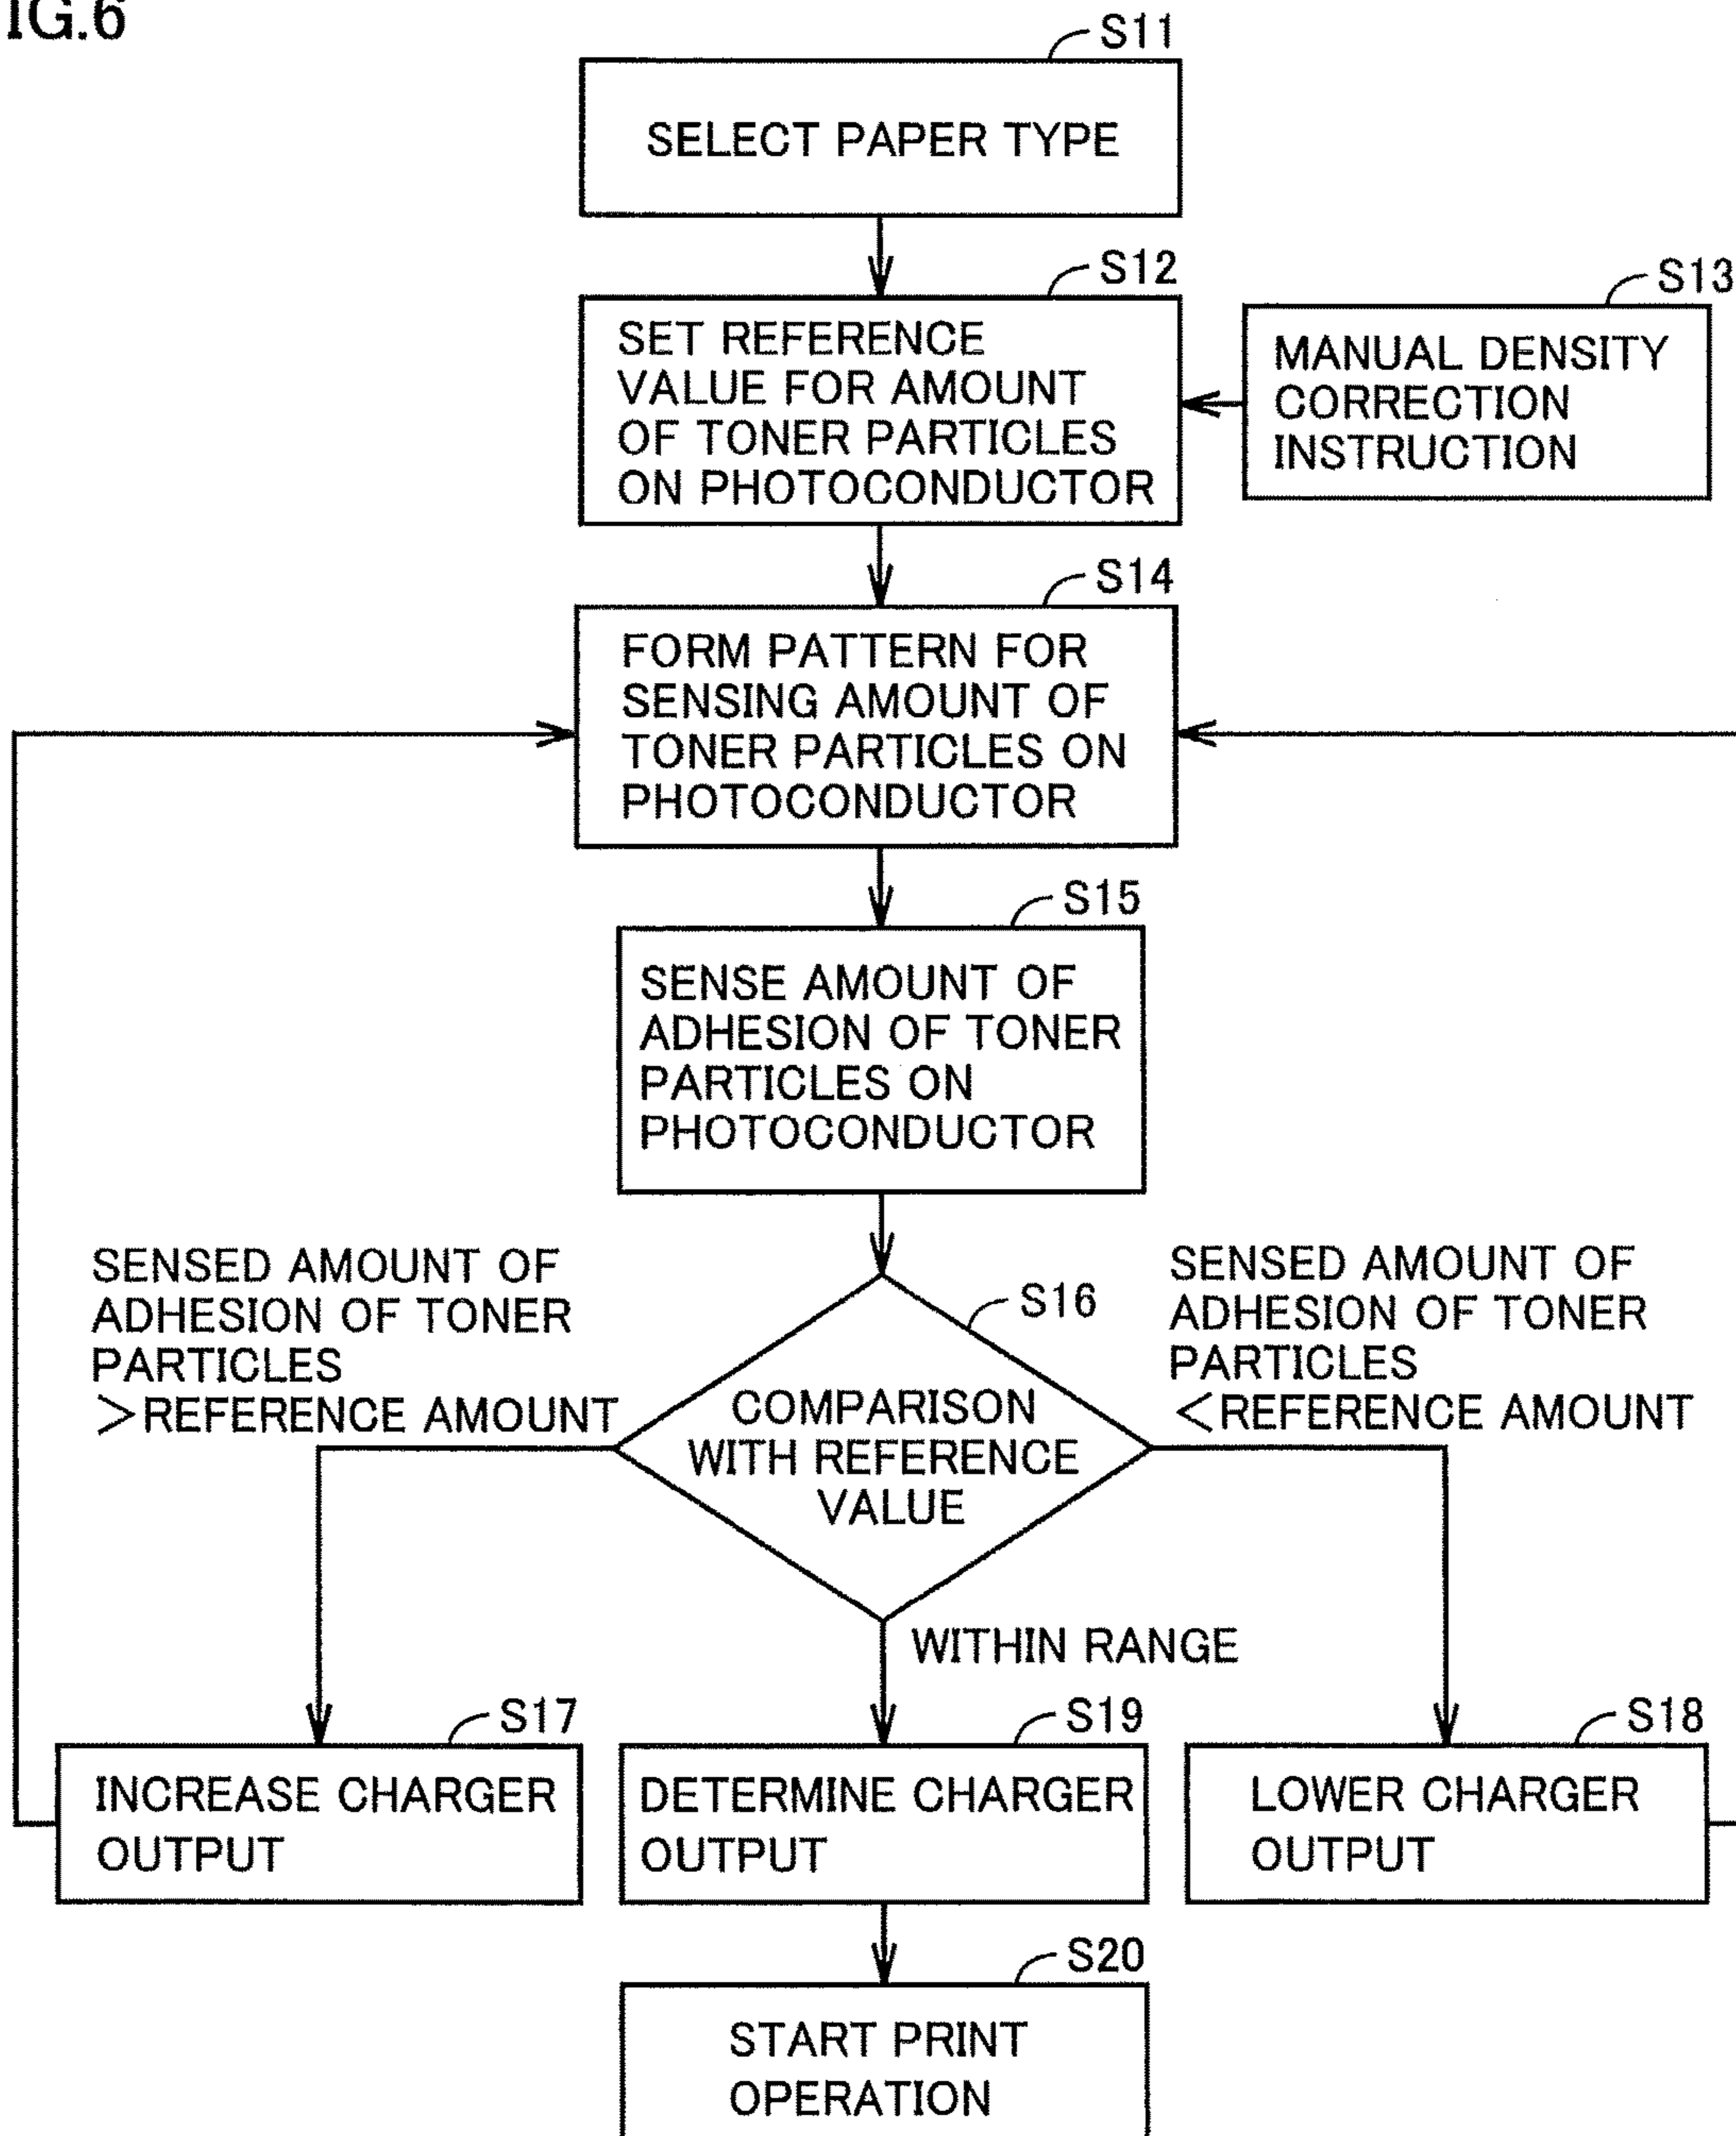 IG.6
S11
SELECT PAPER TYPE
S12
SET REFERENCE
VALUE FOR AMOUNT
OF TONER PARTICLES
ON PHOTOCONDUCTOR
S13
MANUAL DENSITY
CORRECTION
INSTRUCTION
S14
FORM PATTERN FOR
SENSING AMOUNT OF
TONER PARTICLES ON
PHOTOCONDUCTOR
S15
SENSE AMOUNT OF
ADHESION OF TONER
PARTICLES ON
PHOTOCONDUCTOR
SENSED AMOUNT OF
ADHESION OF TONER
PARTICLES
>REFERENCE AMOUNT
S16
COMPARISON
WITH REFERENCE
VALUE
SENSED AMOUNT OF
ADHESION OF TONER
PARTICLES
<REFERENCE AMOUNT
WITHIN RANGE
S17
INCREASE CHARGER
OUTPUT
S19
DETERMINE CHARGER
OUTPUT
S18
LOWER CHARGER
OUTPUT
S20
START PRINT
OPERATION